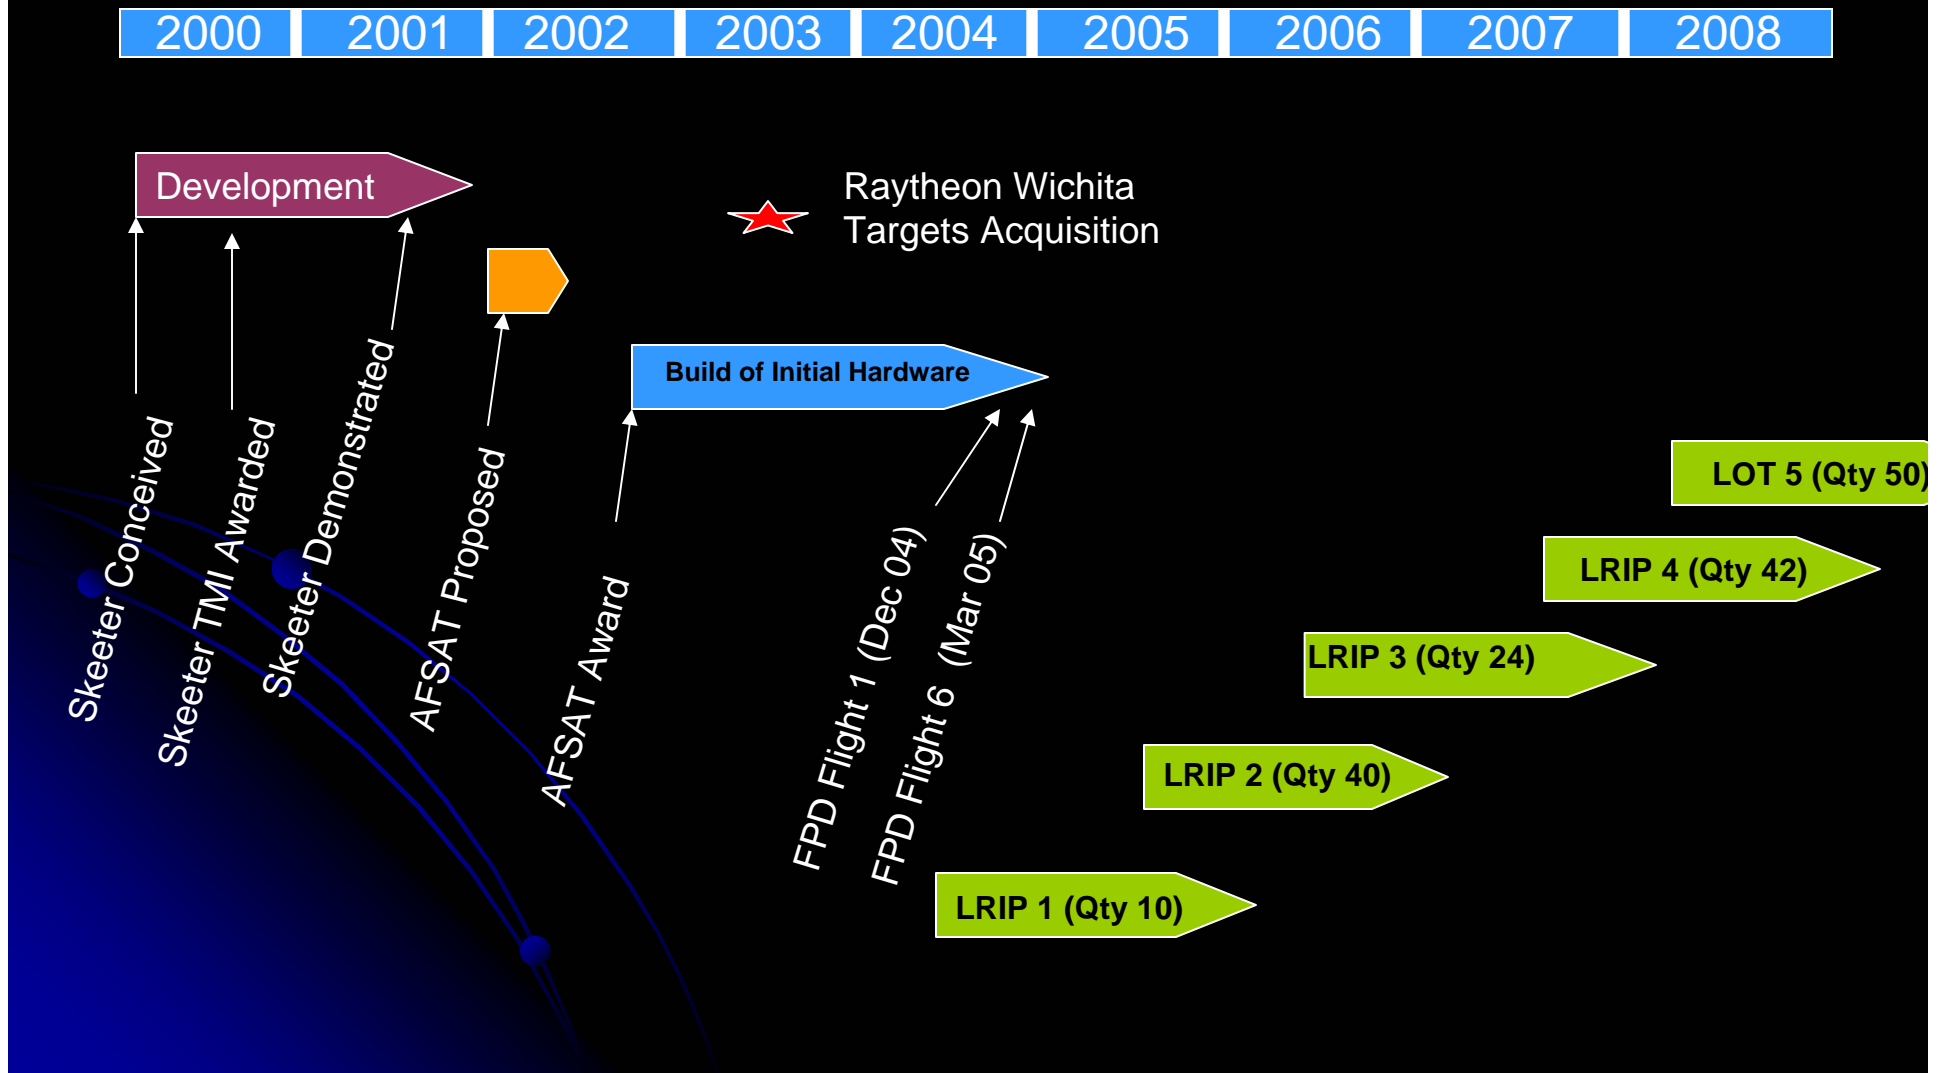 2000 2001 2002 2003 2004 2005 2006 2007 2008
Development
Raytheon Wichita
Targets Acquisition
Build of Initial Hardware
Skeeter Conceived
Skeeter TMI Awarded
Skeeter Demonstrated
AFSAT Proposed
AFSAT Award
FPD Flight 1 (Dec 04)
FPD Flight 6 (Mar 05)
LOT 5 (Qty 50)
LRIP 4 (Qty 42)
LRIP 3 (Qty 24)
LRIP 2 (Qty 40)
LRIP 1 (Qty 10)